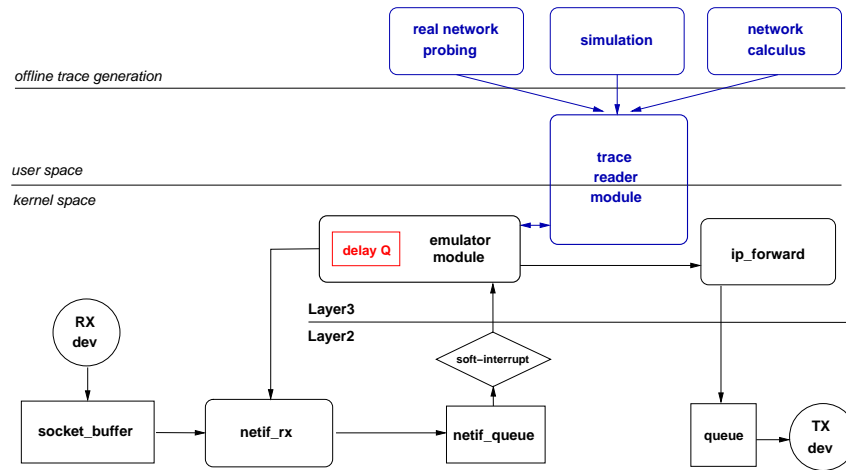 real network
probing
simulation
network
calculus
offline trace generation
trace
reader
module
user space
kernel space
delay Q
emulator
module
ip_forward
Layer3
Layer2
RX
dev
soft−interrupt
socket_buffer
netif_rx
netif_queue
queue
TX
dev